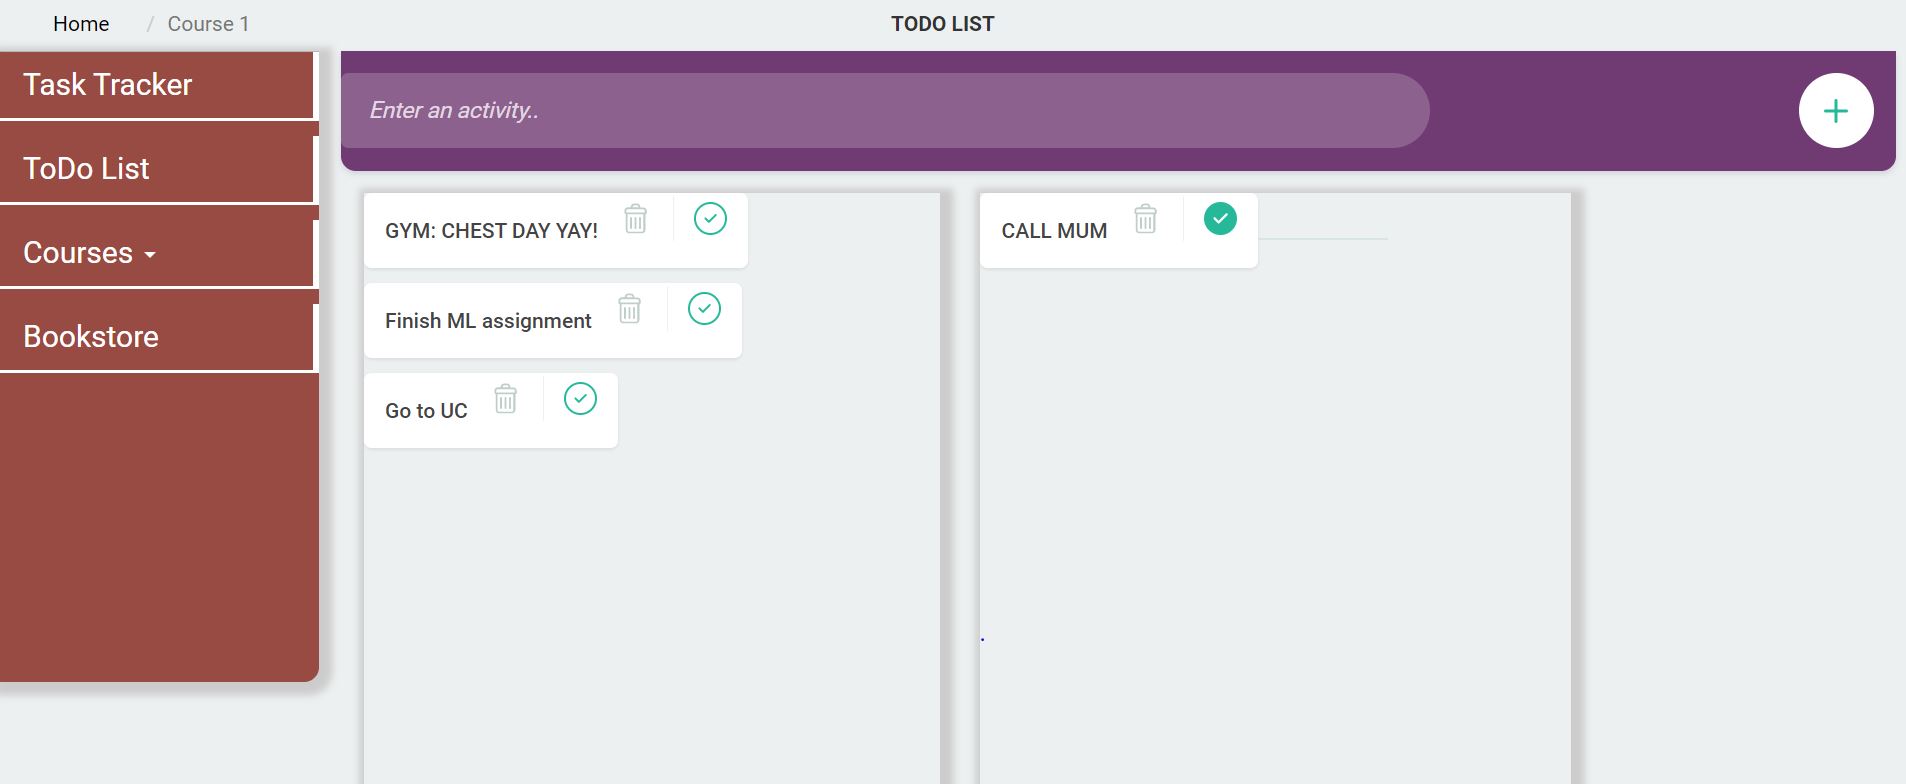 Home / Course 1
TODO LIST
Task Tracker
ToDo List
Courses
Bookstore
Enter an activity..
+
GYM: CHEST DAY YAY!
Finish ML assignment
Go to UC
CALL MUM
.